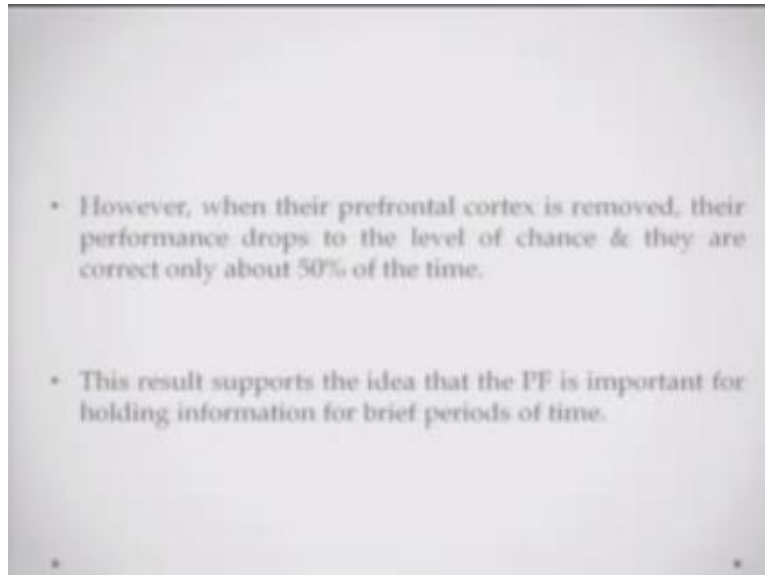 • However, when their prefrontal cortex is removed, their
performance drops to the level of chance & they are
correct only about 50% of the time.
• This result supports the idea that the PF is important for
holding information for brief periods of time.